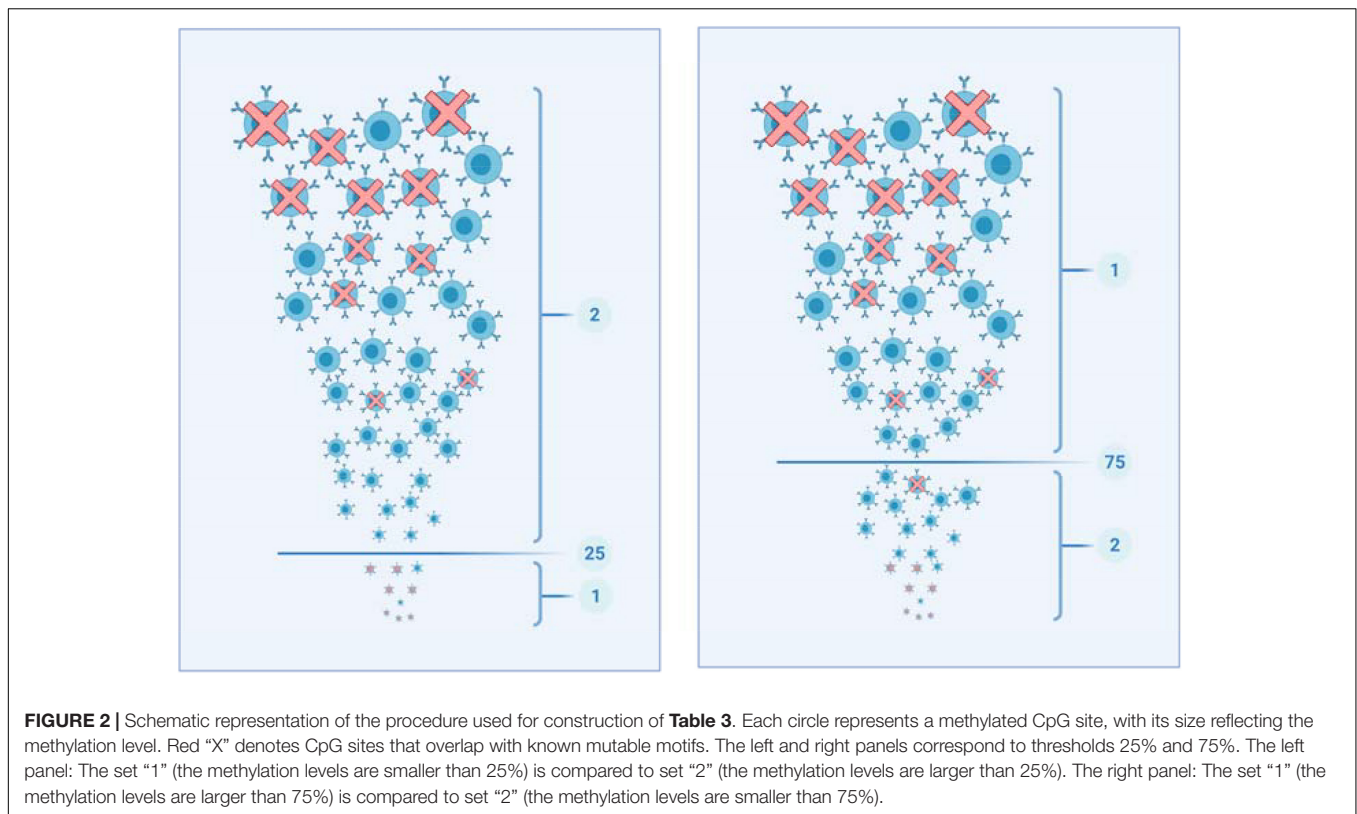 2
25
1
1
75
2
FIGURE 2 | Schematic representation of the procedure used for construction of Table 3. Each circle represents a methylated CpG site, with its size reflecting the
methylation level. Red “X” denotes CpG sites that overlap with known mutable motifs. The left and right panels correspond to thresholds 25% and 75%. The left
panel: The set “1” (the methylation levels are smaller than 25%) is compared to set “2” (the methylation levels are larger than 25%). The right panel: The set “1” (the
methylation levels are larger than 75%) is compared to set “2” (the methylation levels are smaller than 75%).